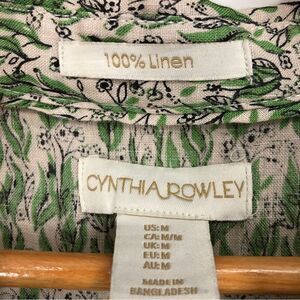 100% Linen
CYNTHIA ROWLEY
US: M
CA: M/M
UK: M
EU: M
AU: M
MADE IN
BANGLADESH